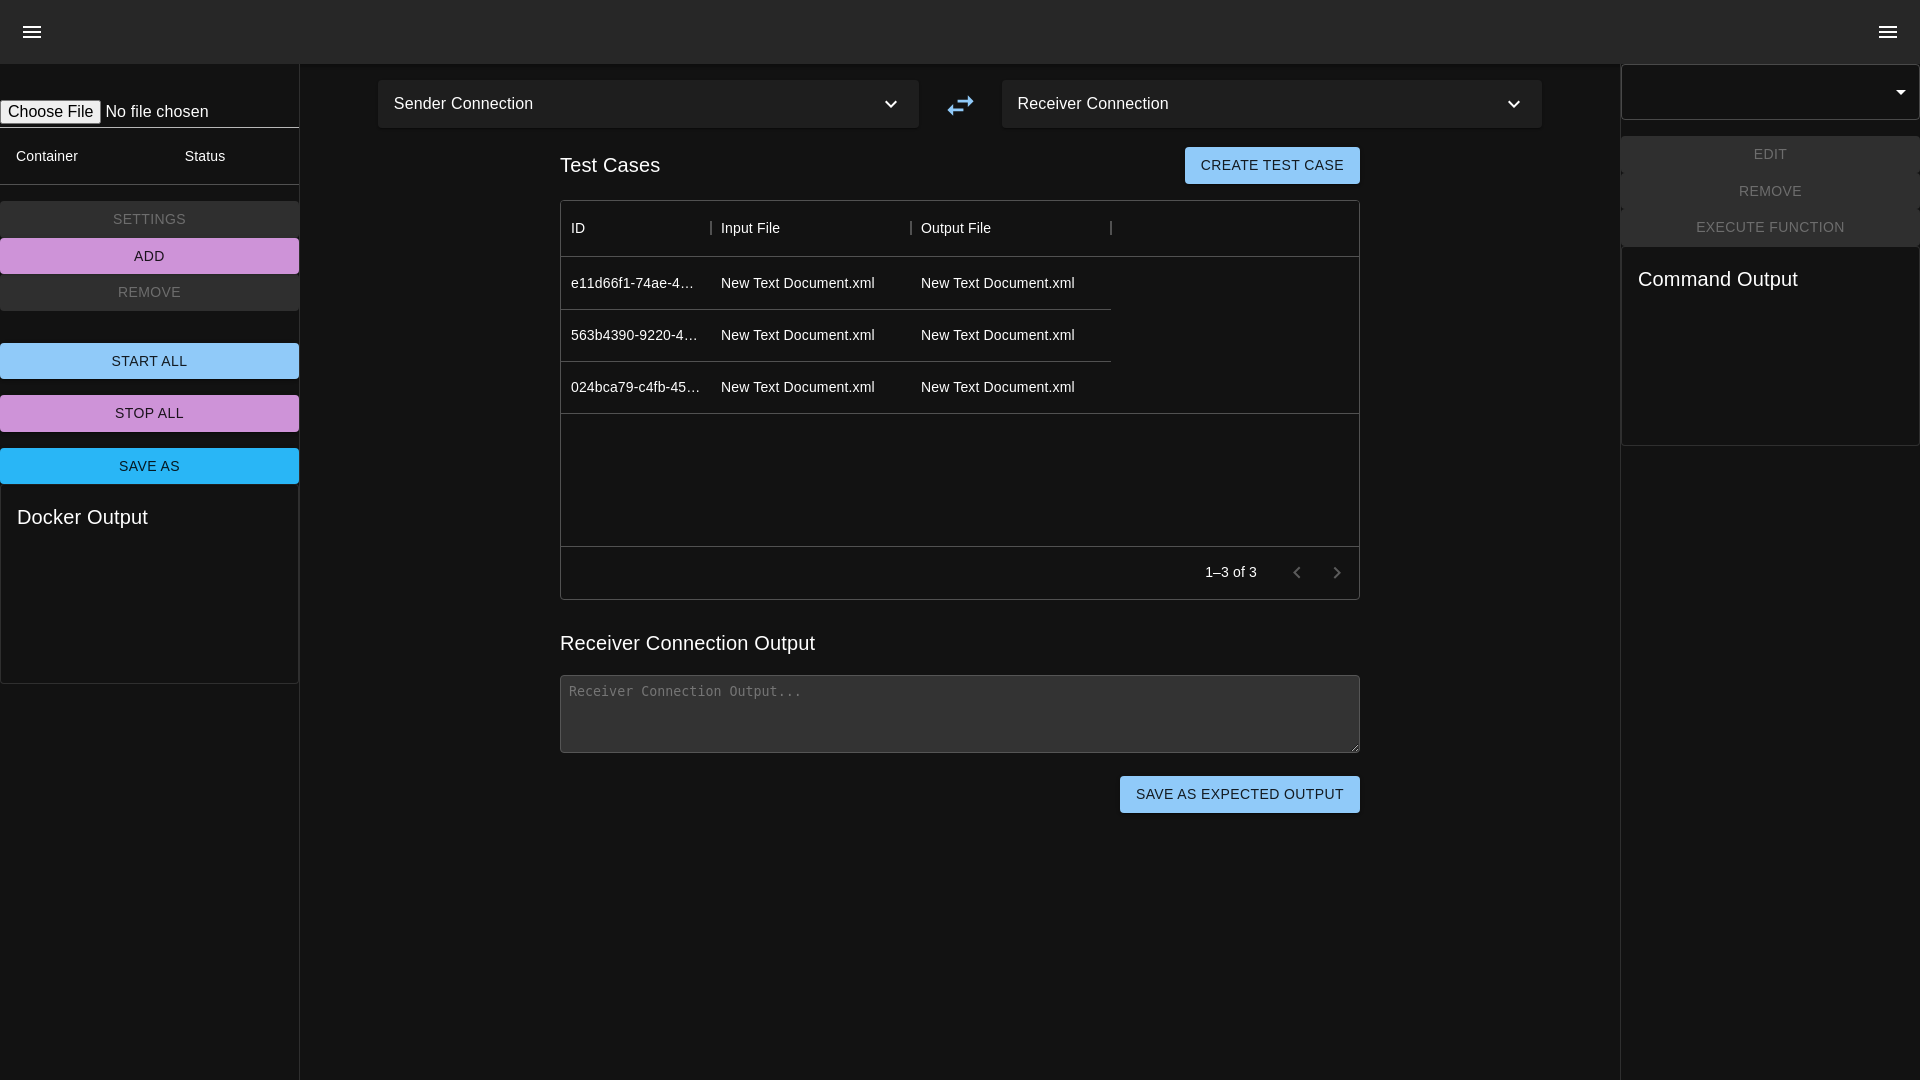 Choose File No file chosen
Container Status
SETTINGS
ADD
REMOVE
START ALL
STOP ALL
SAVE AS
Docker Output
Sender Connection
Receiver Connection
Test Cases
CREATE TEST CASE
ID Input File Output File
e11d66f1-74ae-4… New Text Document.xml New Text Document.xml
563b4390-9220-4… New Text Document.xml New Text Document.xml
024bca79-c4fb-45… New Text Document.xml New Text Document.xml
1–3 of 3
Receiver Connection Output
Receiver Connection Output...
SAVE AS EXPECTED OUTPUT
EDIT
REMOVE
EXECUTE FUNCTION
Command Output